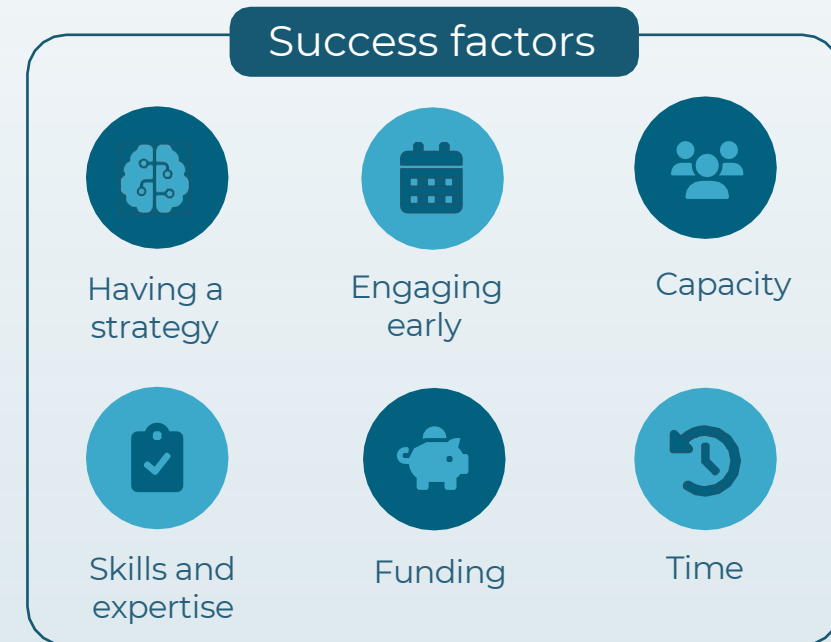 Success factors
Having a
strategy
Engaging
early
Capacity
Skills and
expertise
Funding
Time